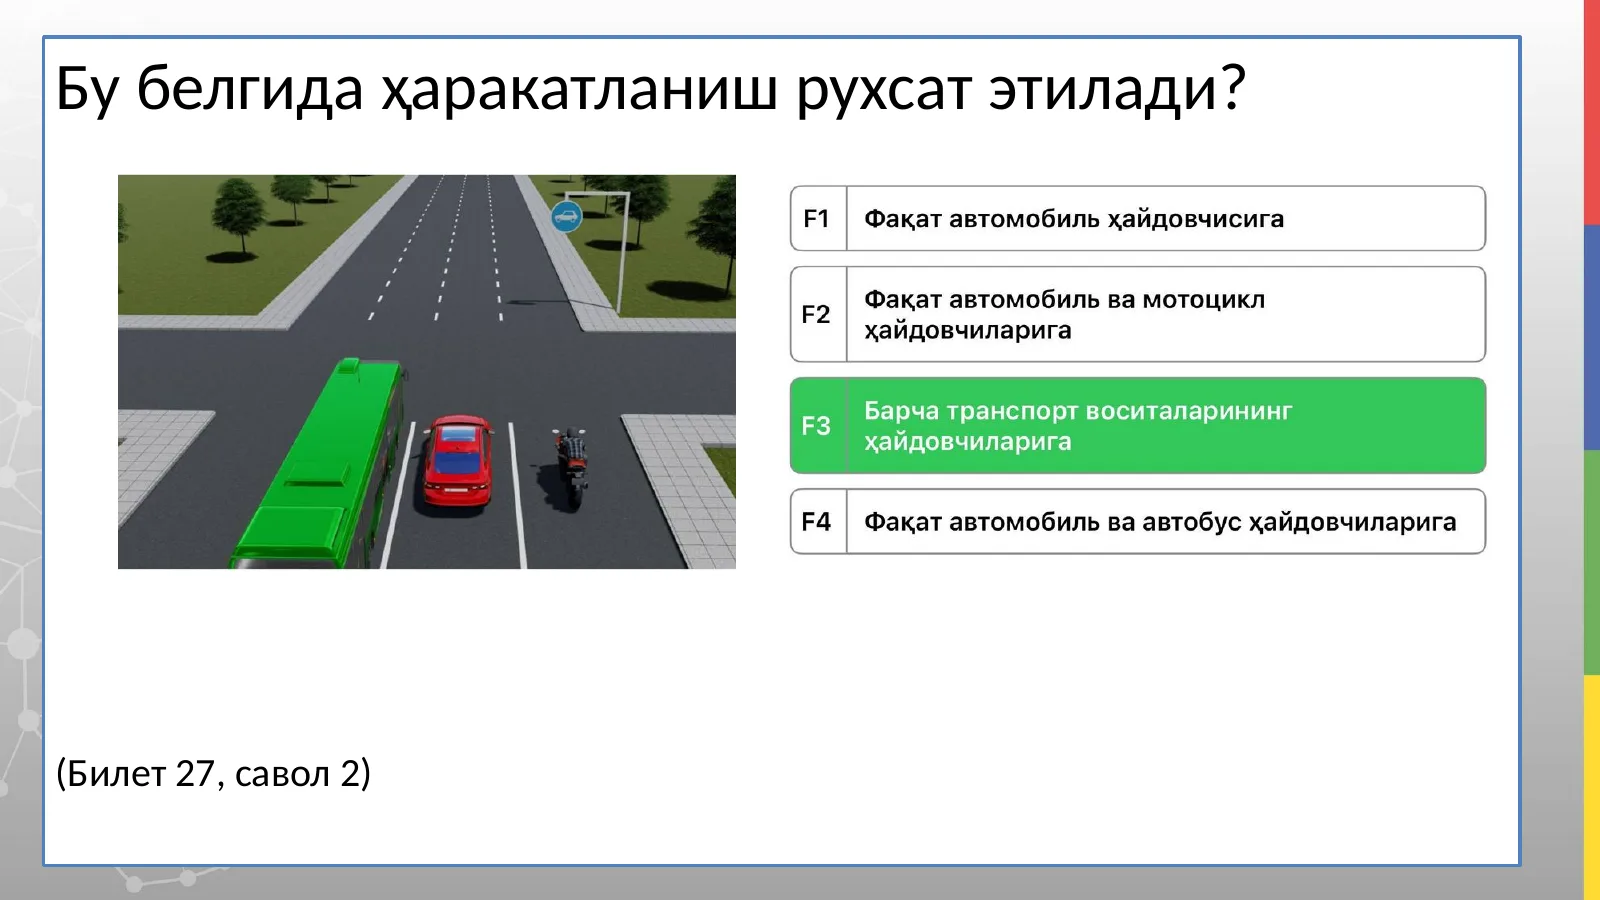 Бу белгида ҳаракатланиш рухсат этилади?
F1 Фақат автомобиль ҳайдовчисига
F2 Фақат автомобиль ва мотоцикл
ҳайдовчиларига
F3 Барча транспорт воситаларининг
ҳайдовчиларига
F4 Фақат автомобиль ва автобус ҳайдовчиларига
(Билет 27, савол 2)